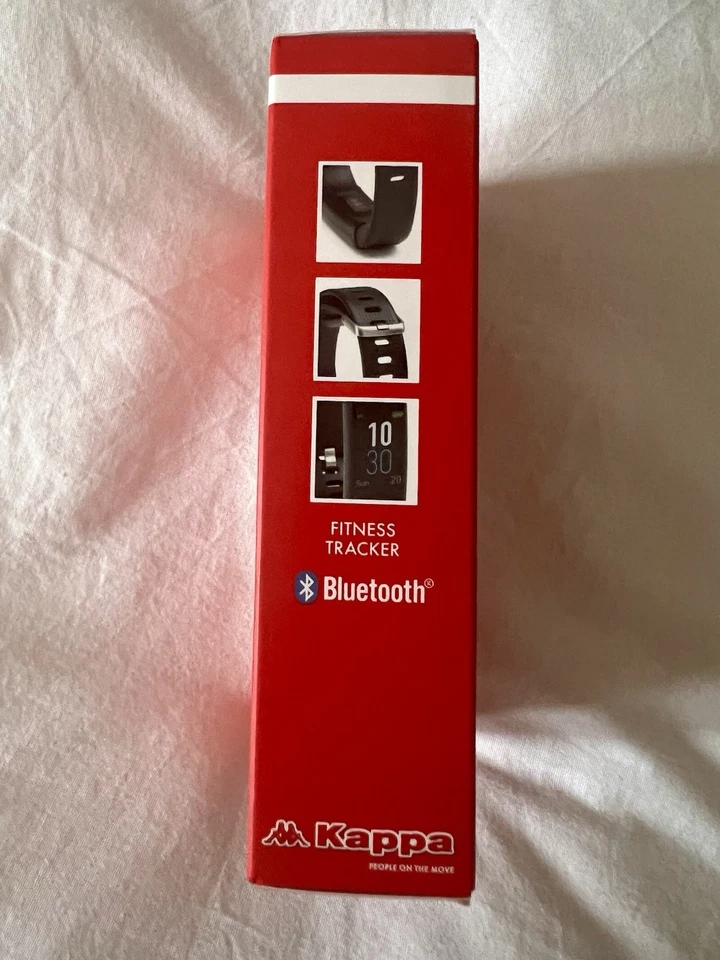 10
30
Sun 20
FITNESS
TRACKER
Bluetooth®
Kappa
PEOPLE ON THE MOVE